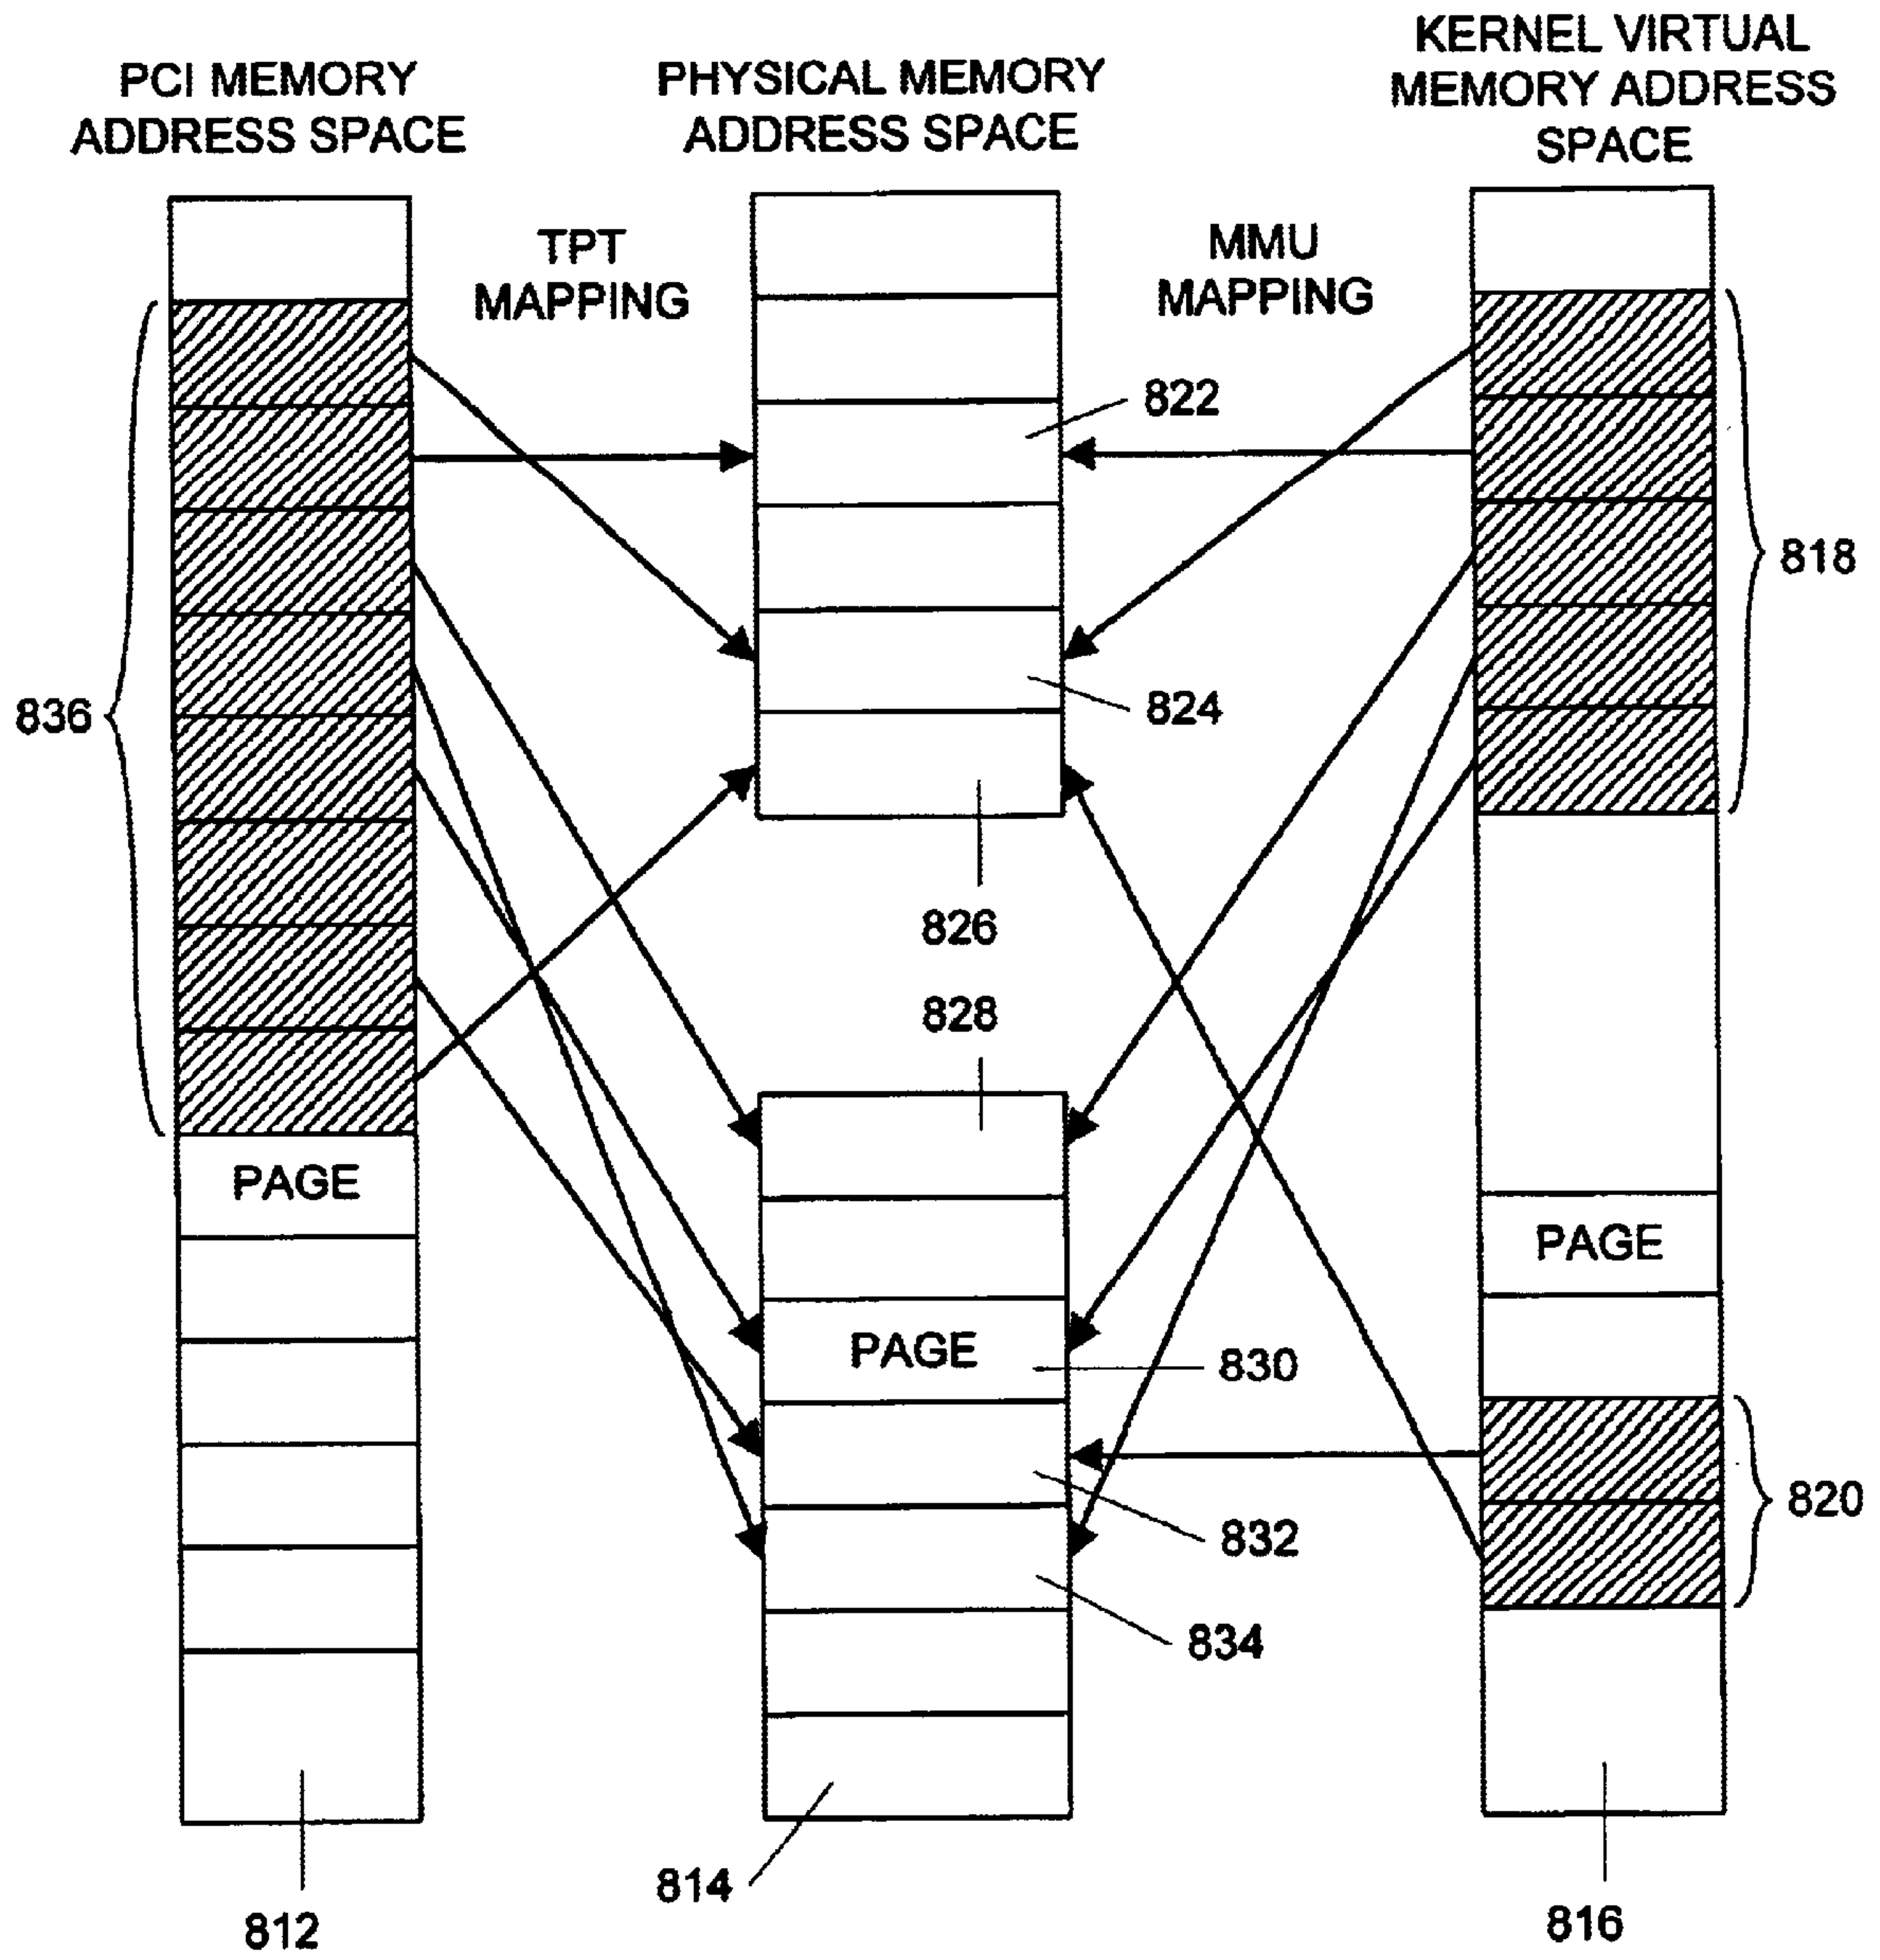 PCI MEMORY
ADDRESS SPACE
PHYSICAL MEMORY
ADDRESS SPACE
KERNEL VIRTUAL
MEMORY ADDRESS
SPACE
TPT
MAPPING
MMU
MAPPING
822
818
836
824
826
828
PAGE
PAGE
PAGE
830
820
832
834
814
812
816